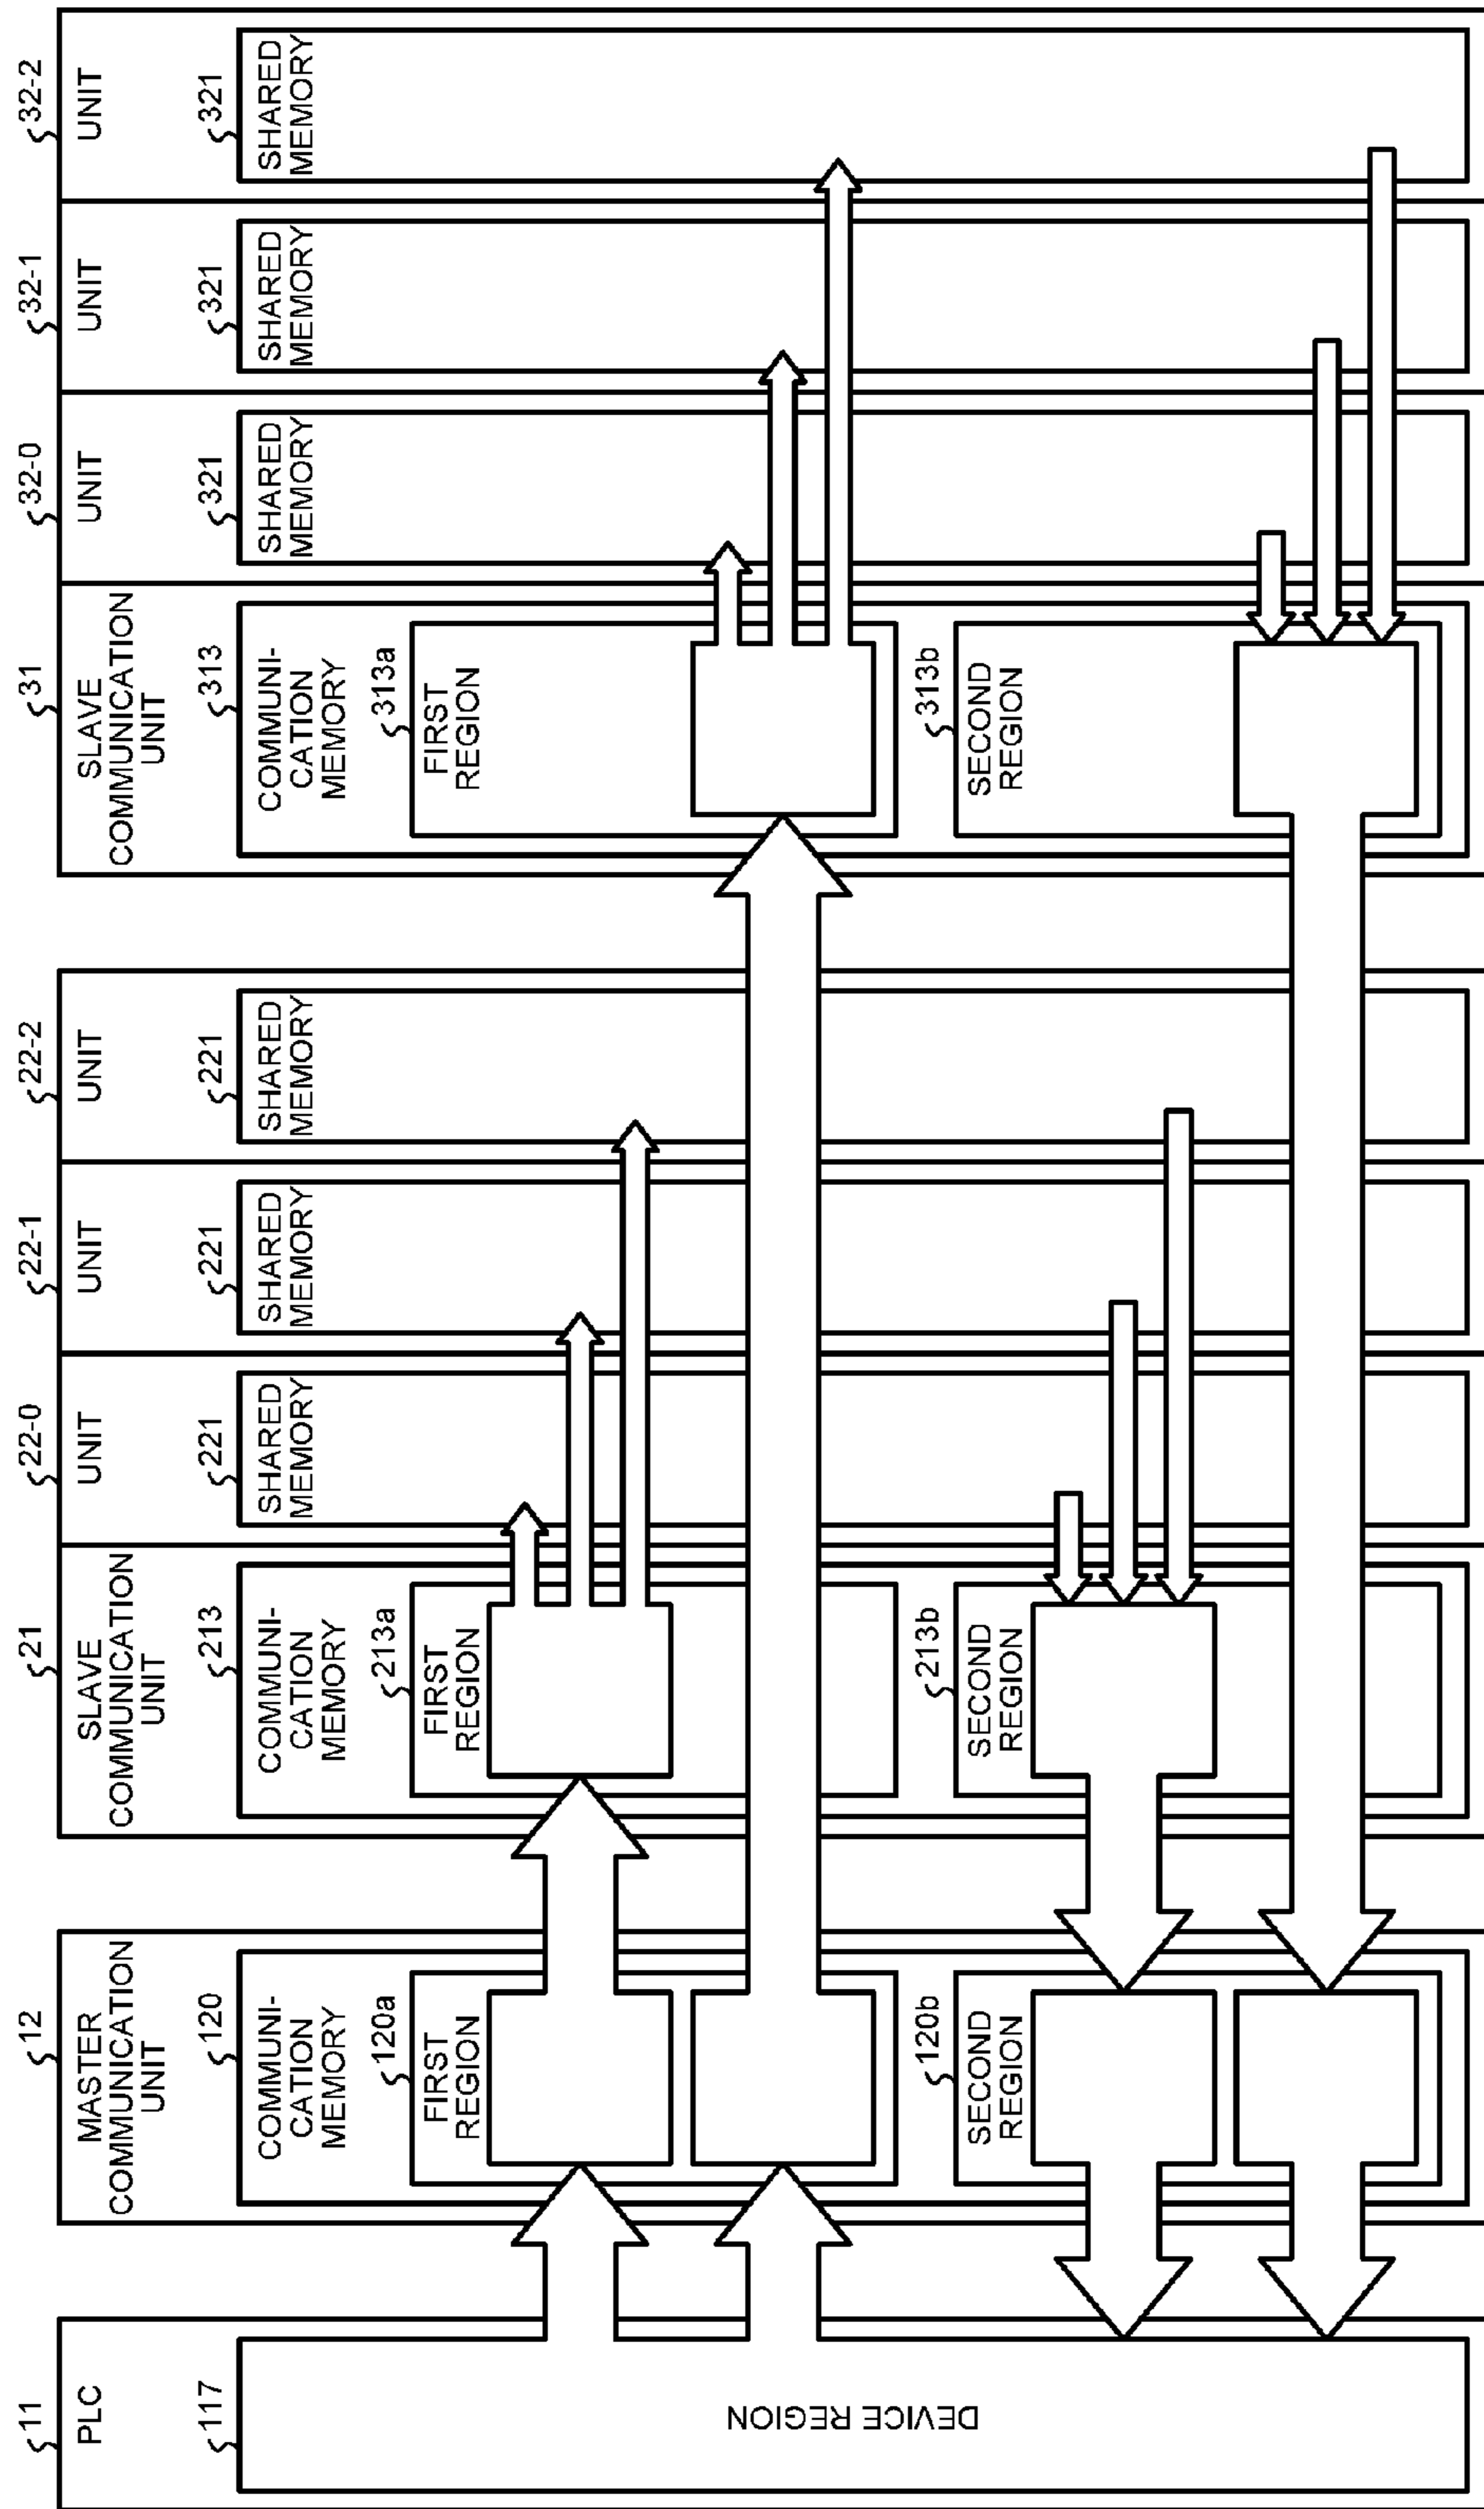 11
PLC
117
DEVICE REGION
12
MASTER
COMMUNICATION
UNIT
120
COMMUNI-
CATION
MEMORY
120a
FIRST
REGION
120b
SECOND
REGION
21
SLAVE
COMMUNICATION
UNIT
213
COMMUNI-
CATION
MEMORY
213a
FIRST
REGION
213b
SECOND
REGION
22-0
UNIT
221
SHARED
MEMORY
22-1
UNIT
221
SHARED
MEMORY
22-2
UNIT
221
SHARED
MEMORY
31
SLAVE
COMMUNICATION
UNIT
313
COMMUNI-
CATION
MEMORY
313a
FIRST
REGION
313b
SECOND
REGION
32-0
UNIT
321
SHARED
MEMORY
32-1
UNIT
321
SHARED
MEMORY
32-2
UNIT
321
SHARED
MEMORY